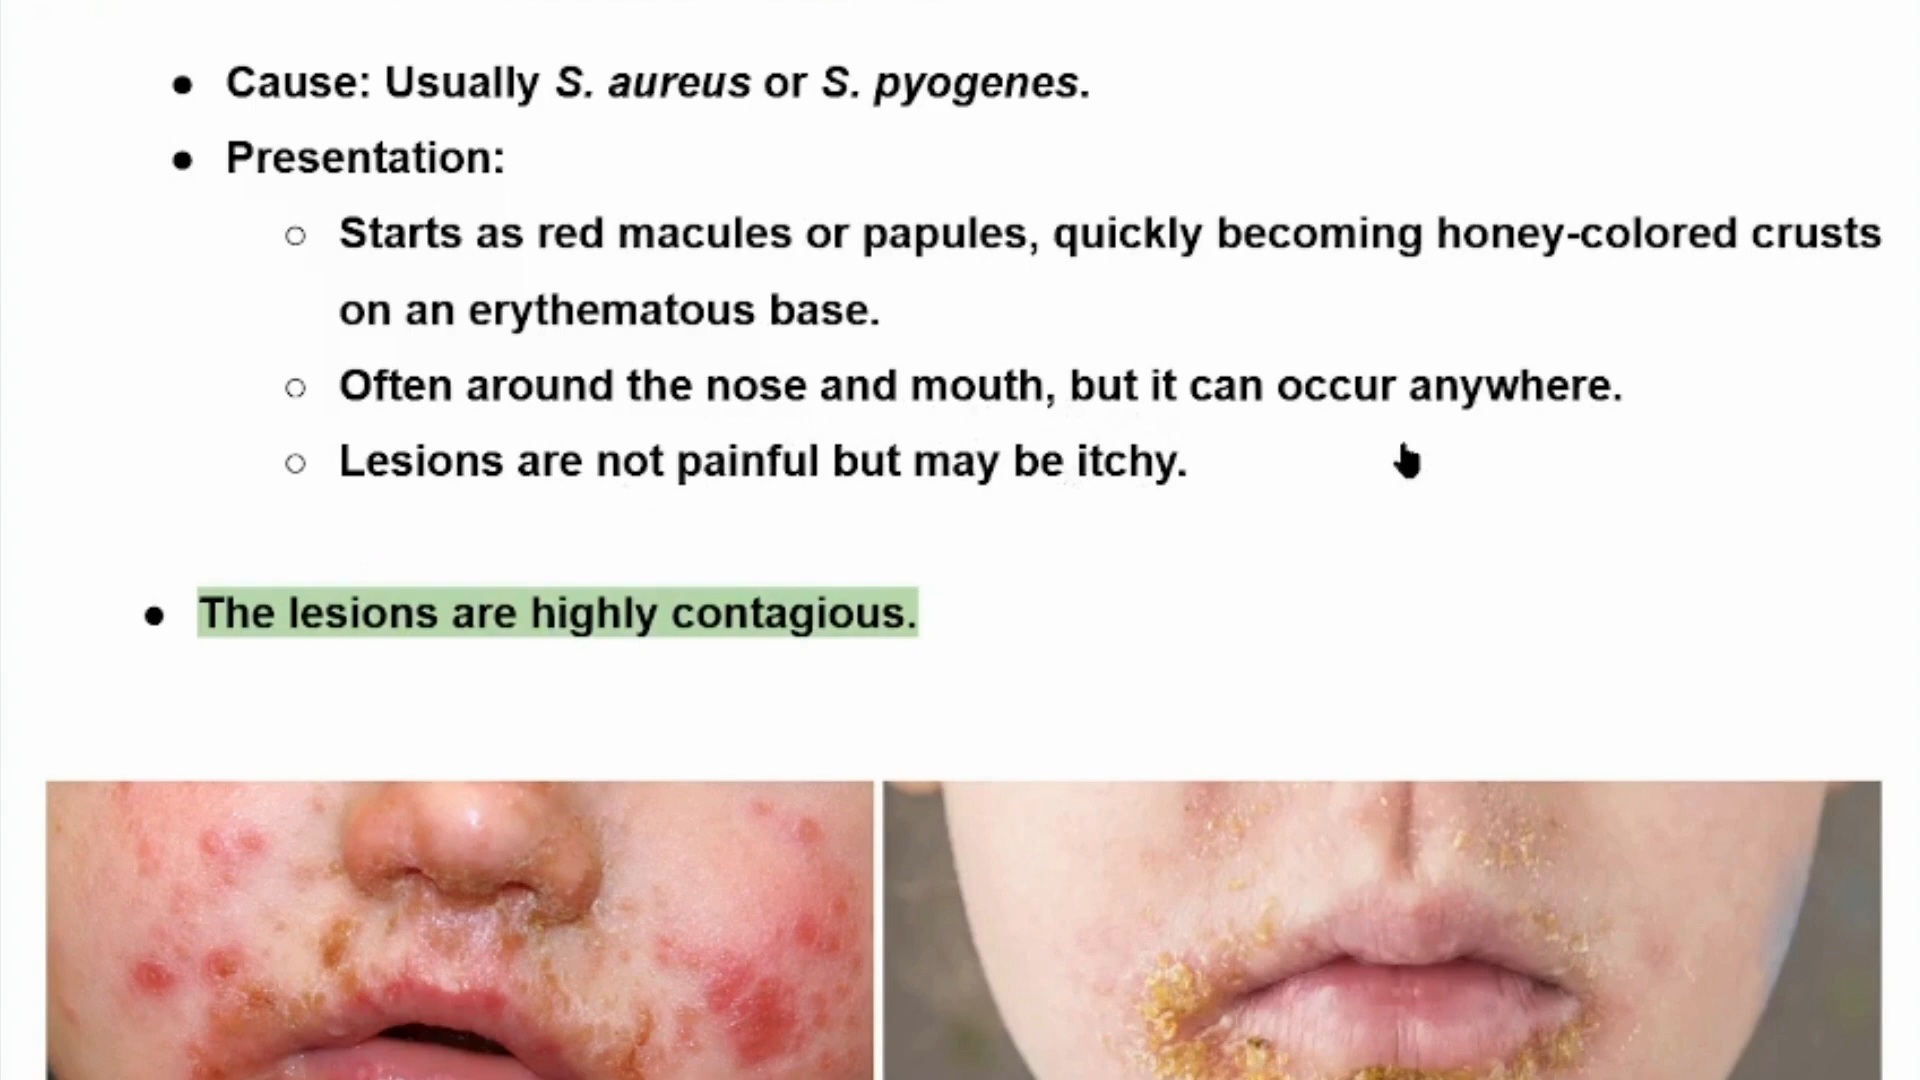 ● Cause: Usually S. aureus or S. pyogenes.
● Presentation:
○ Starts as red macules or papules, quickly becoming honey-colored crusts
on an erythematous base.
○ Often around the nose and mouth, but it can occur anywhere.
○ Lesions are not painful but may be itchy.
● The lesions are highly contagious.